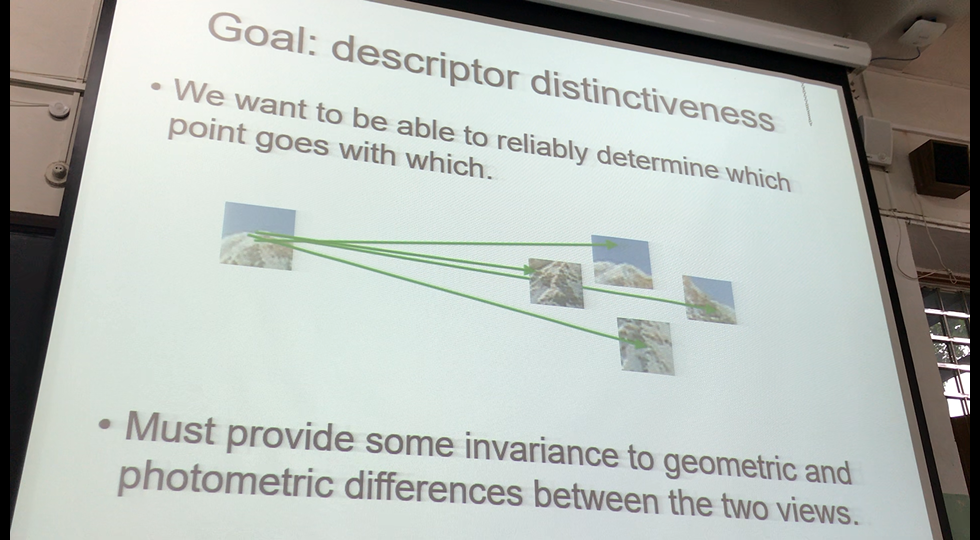 Goal: descriptor distinctiveness
• We want to be able to reliably determine which
point goes with which.
• Must provide some invariance to geometric and
photometric differences between the two views.